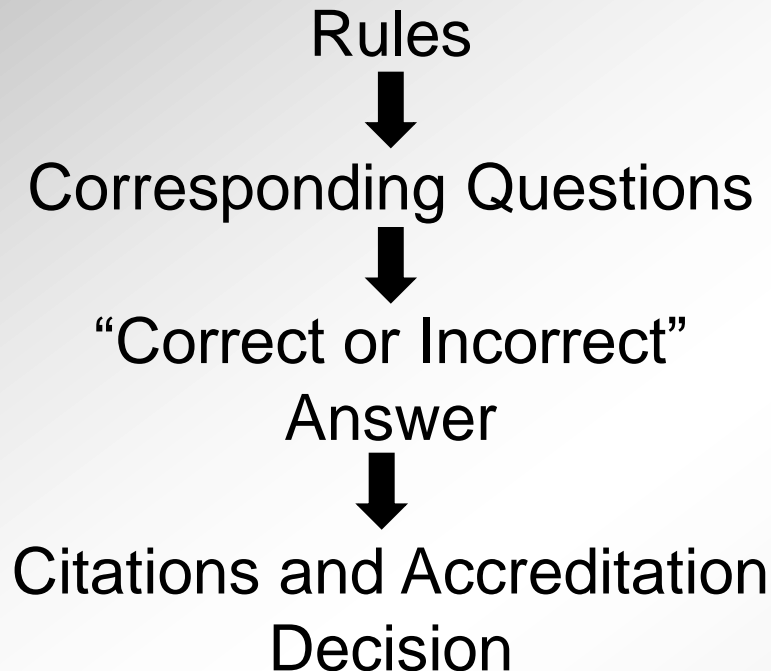 Rules
Corresponding Questions
“Correct or Incorrect”
Answer
Citations and Accreditation
Decision